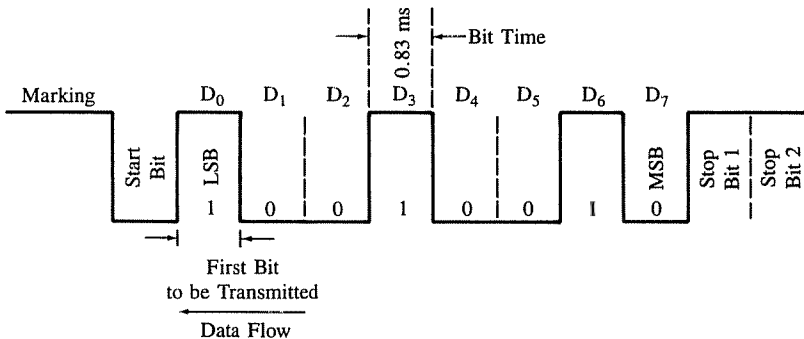 0.83 ms
Bit Time
Marking
D₀ D₁ D₂ D₃ D₄ D₅ D₆ D₇
Start
Bit
LSB
MSB
Stop
Bit 1
Stop
Bit 2
1 0 0 1 0 0 I 0
First Bit
to be Transmitted
Data Flow